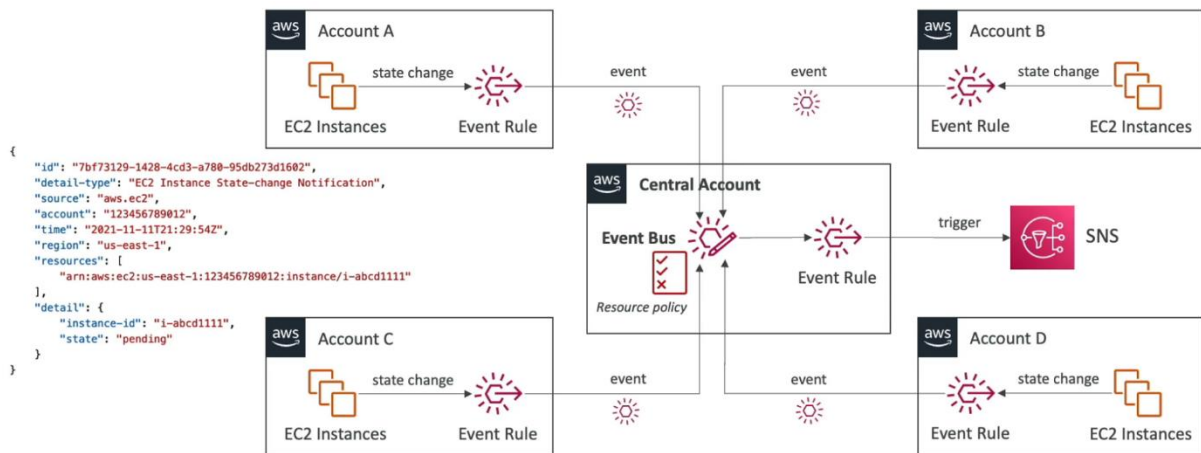 aws Account A
state change
EC2 Instances
Event Rule
event
event
aws Account B
state change
Event Rule
EC2 Instances
{
"id": "7bf73129-1428-4cd3-a780-95db273d1602",
"detail-type": "EC2 Instance State-change Notification",
"source": "aws.ec2",
"account": "123456789012",
"time": "2021-11-11T21:29:54Z",
"region": "us-east-1",
"resources": [
"arn:aws:ec2:us-east-1:123456789012:instance/i-abcd1111"
],
"detail": {
"instance-id": "i-abcd1111",
"state": "pending"
}
}
aws Central Account
Event Bus
Resource policy
Event Rule
trigger
SNS
aws Account C
state change
EC2 Instances
Event Rule
event
event
aws Account D
state change
Event Rule
EC2 Instances